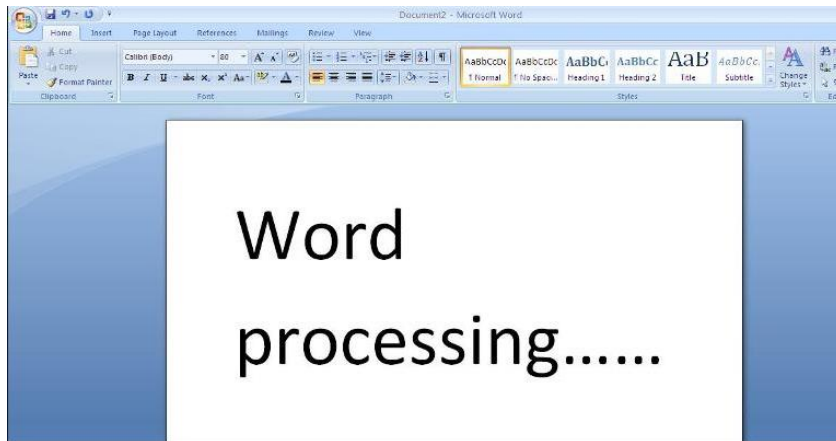 Document2 - Microsoft Word
Home Insert Page Layout References Mailings Review View
Cut
Copy
Paste
Format Painter
Calibri (Body) 80
AaBbCcDc AaBbCcDc AaBbC AaBbCc AaB AaBbCc.
¶ Normal ¶ No Spaci... Heading 1 Heading 2 Title Subtitle
Change
Styles
Clipboard Font Paragraph Styles
Word
processing......